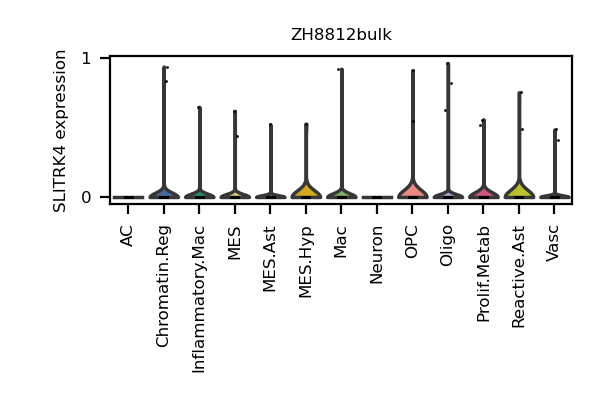 ZH8812bulk
SLITRK4 expression
1
0
AC
Chromatin.Reg
Inflammatory.Mac
MES
MES.Ast
MES.Hyp
Mac
Neuron
OPC
Oligo
Prolif.Metab
Reactive.Ast
Vasc